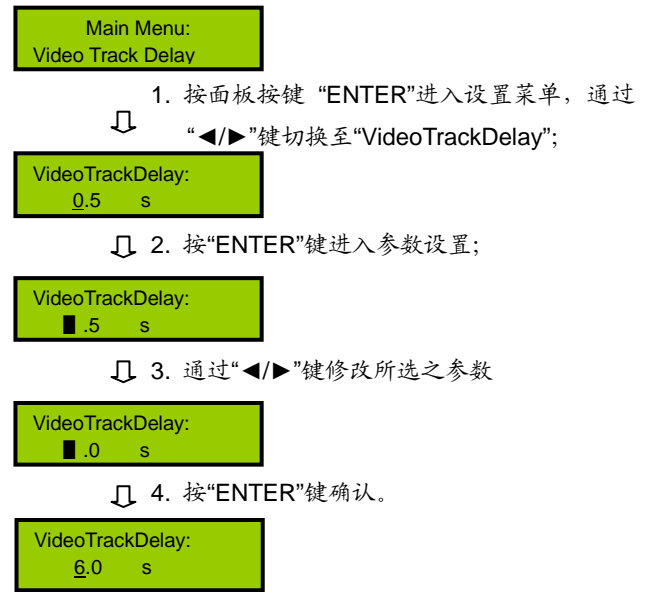 Main Menu:
Video Track Delay
1. 按面板按键 “ENTER”进入设置菜单，通过
“◄/►”键切换至“VideoTrackDelay”;
VideoTrackDelay:
0.5 s
2. 按“ENTER”键进入参数设置;
VideoTrackDelay:
█ .5 s
3. 通过“◄/►”键修改所选之参数
VideoTrackDelay:
█ .0 s
4. 按“ENTER”键确认。
VideoTrackDelay:
6.0 s